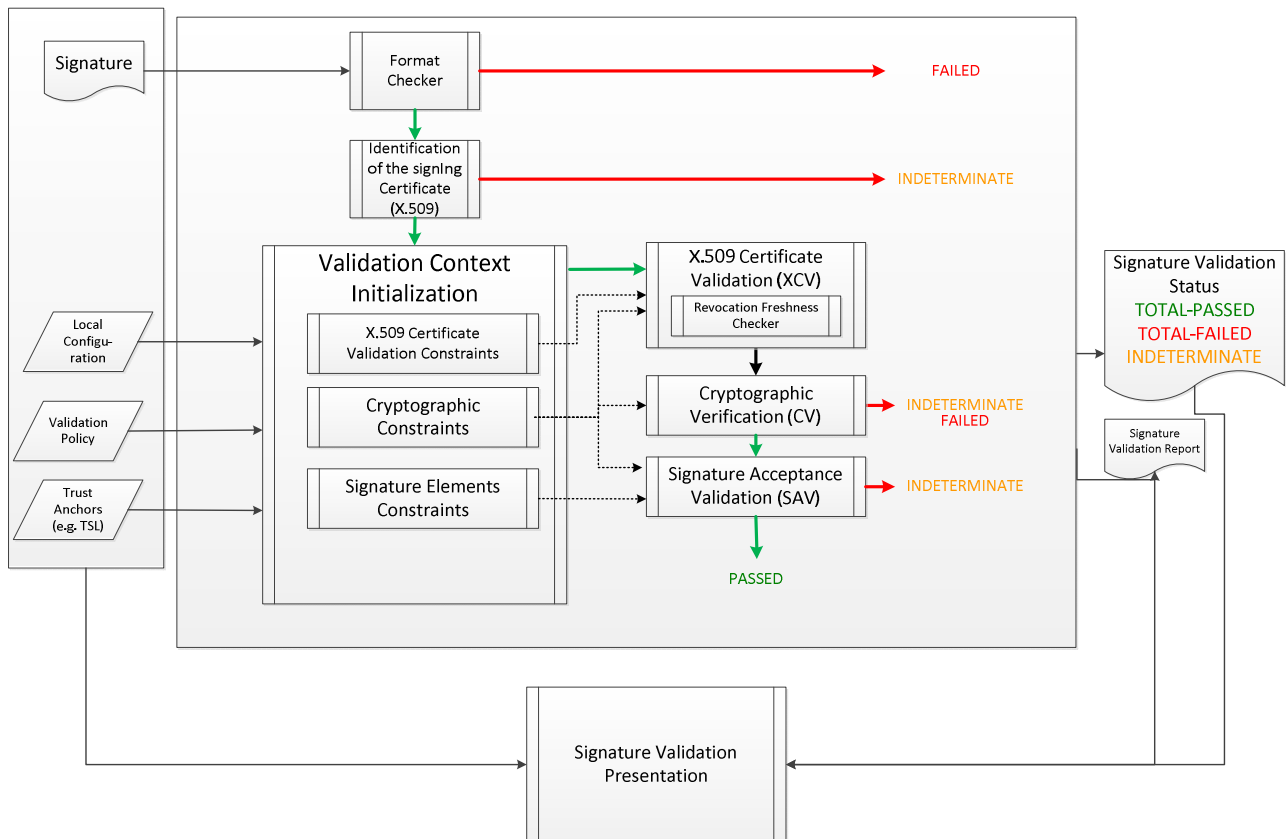 Signature
Format
Checker
FAILED
Identification
of the signIng
Certificate
(X.509)
INDETERMINATE
Validation Context
Initialization
X.509 Certificate
Validation Constraints
Cryptographic
Constraints
Signature Elements
Constraints
X.509 Certificate
Validation (XCV)
Revocation Freshness
Checker
Cryptographic
Verification (CV)
INDETERMINATE
FAILED
Signature Acceptance
Validation (SAV)
INDETERMINATE
PASSED
Local
Configu-
ration
Validation
Policy
Trust
Anchors
(e.g. TSL)
Signature Validation
Status
TOTAL-PASSED
TOTAL-FAILED
INDETERMINATE
Signature
Validation Report
Signature Validation
Presentation